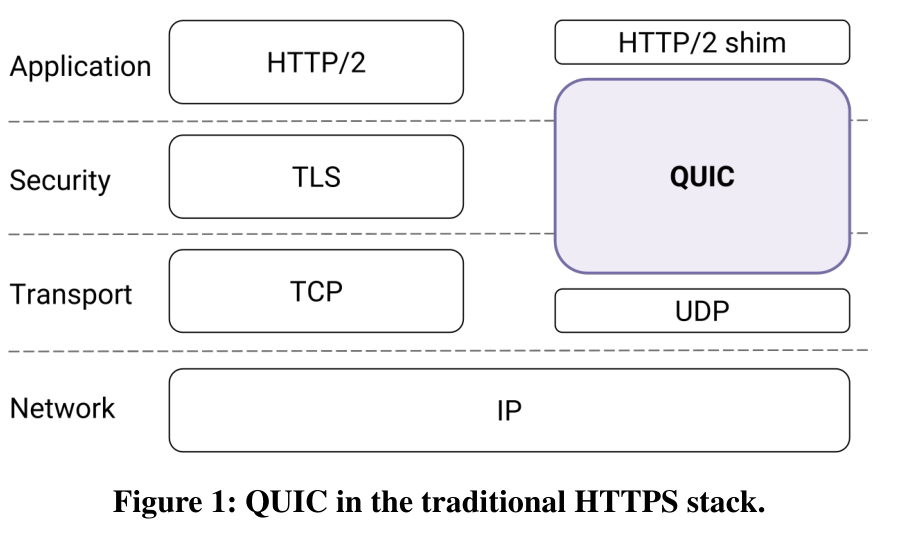 Application
HTTP/2
HTTP/2 shim
Security
TLS
QUIC
Transport
TCP
UDP
Network
IP
Figure 1: QUIC in the traditional HTTPS stack.